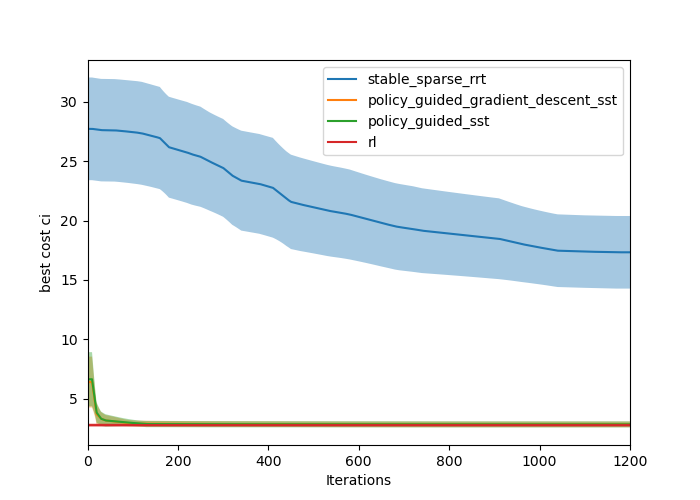 stable_sparse_rrt
policy_guided_gradient_descent_sst
policy_guided_sst
rl
best cost ci
30
25
20
15
10
5
0 200 400 600 800 1000 1200
Iterations